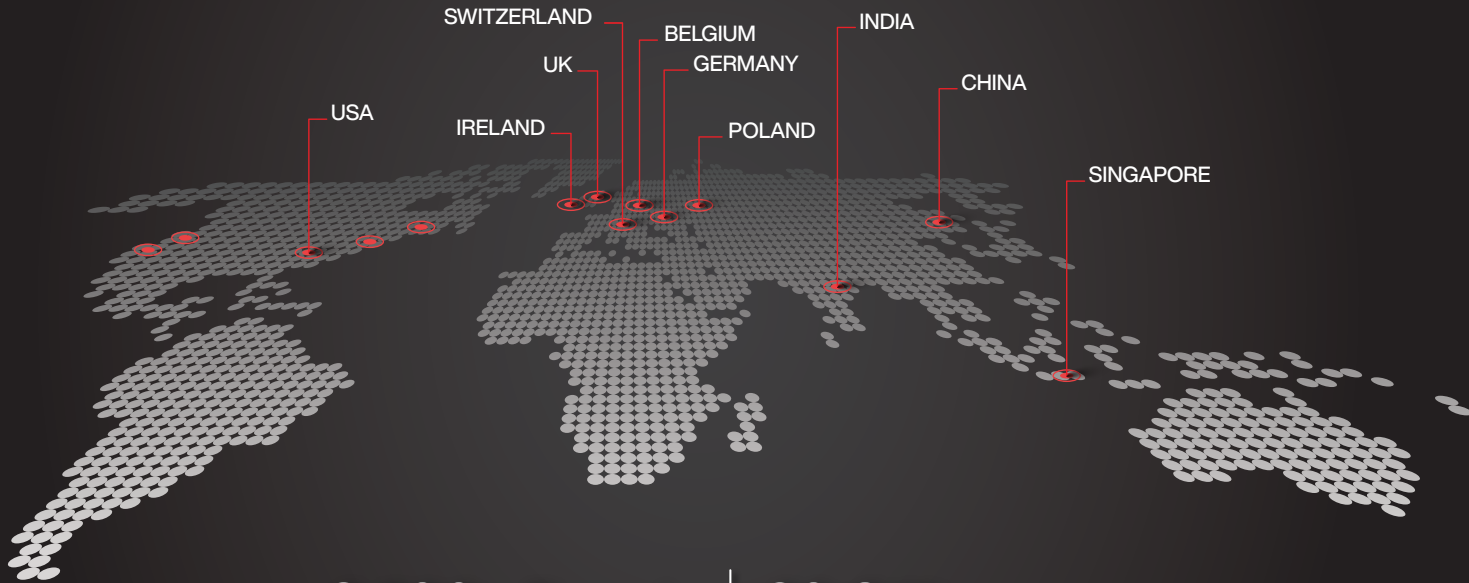 SWITZERLAND
INDIA
BELGIUM
UK
GERMANY
CHINA
USA
IRELAND
POLAND
SINGAPORE